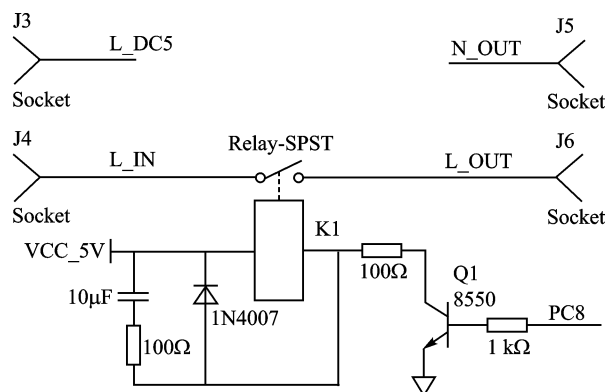 J3
L_DC5
Socket
J5
N_OUT
Socket
J4
L_IN
Socket
Relay-SPST
J6
L_OUT
Socket
K1
VCC_5V
10μF
100Ω
1N4007
100Ω
Q1
8550
PC8
1 kΩ